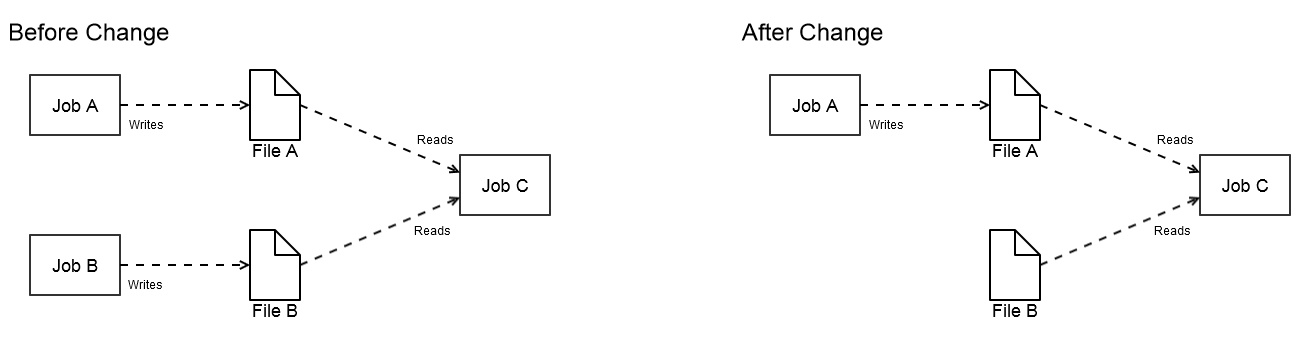 Before Change
Job A
Writes
File A
Reads
Job C
Job B
Writes
File B
Reads
After Change
Job A
Writes
File A
Reads
Job C
File B
Reads